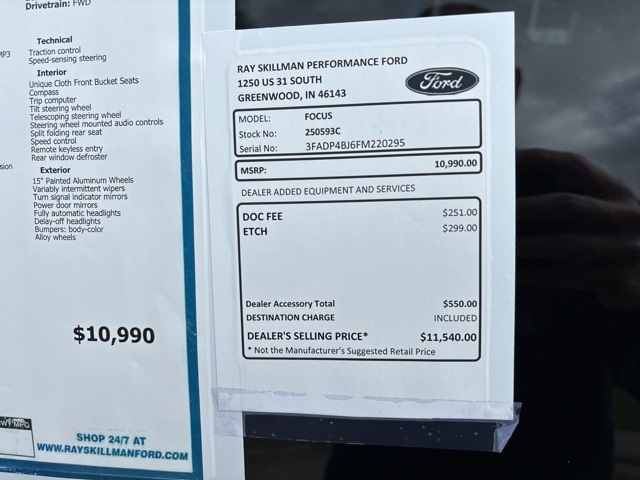 Drivetrain: FWD
MP3
Technical
Traction control
Speed-sensing steering
Interior
Unique Cloth Front Bucket Seats
Compass
Trip computer
Tilt steering wheel
Telescoping steering wheel
Steering wheel mounted audio controls
Split folding rear seat
Speed control
Remote keyless entry
Rear window defroster
Exterior
15" Painted Aluminum Wheels
Variably intermittent wipers
Turn signal indicator mirrors
Power door mirrors
Fully automatic headlights
Delay-off headlights
Bumpers: body-color
Alloy wheels
$10,990
SHOP 24/7 AT
WWW.RAYSKILLMANFORD.COM
RAY SKILLMAN PERFORMANCE FORD
1250 US 31 SOUTH
GREENWOOD, IN 46143
Ford
MODEL: FOCUS
Stock No: 250593C
Serial No: 3FADP4BJ6FM220295
MSRP: 10,990.00
DEALER ADDED EQUIPMENT AND SERVICES
DOC FEE $251.00
ETCH $299.00
Dealer Accessory Total $550.00
DESTINATION CHARGE INCLUDED
DEALER'S SELLING PRICE* $11,540.00
* Not the Manufacturer's Suggested Retail Price